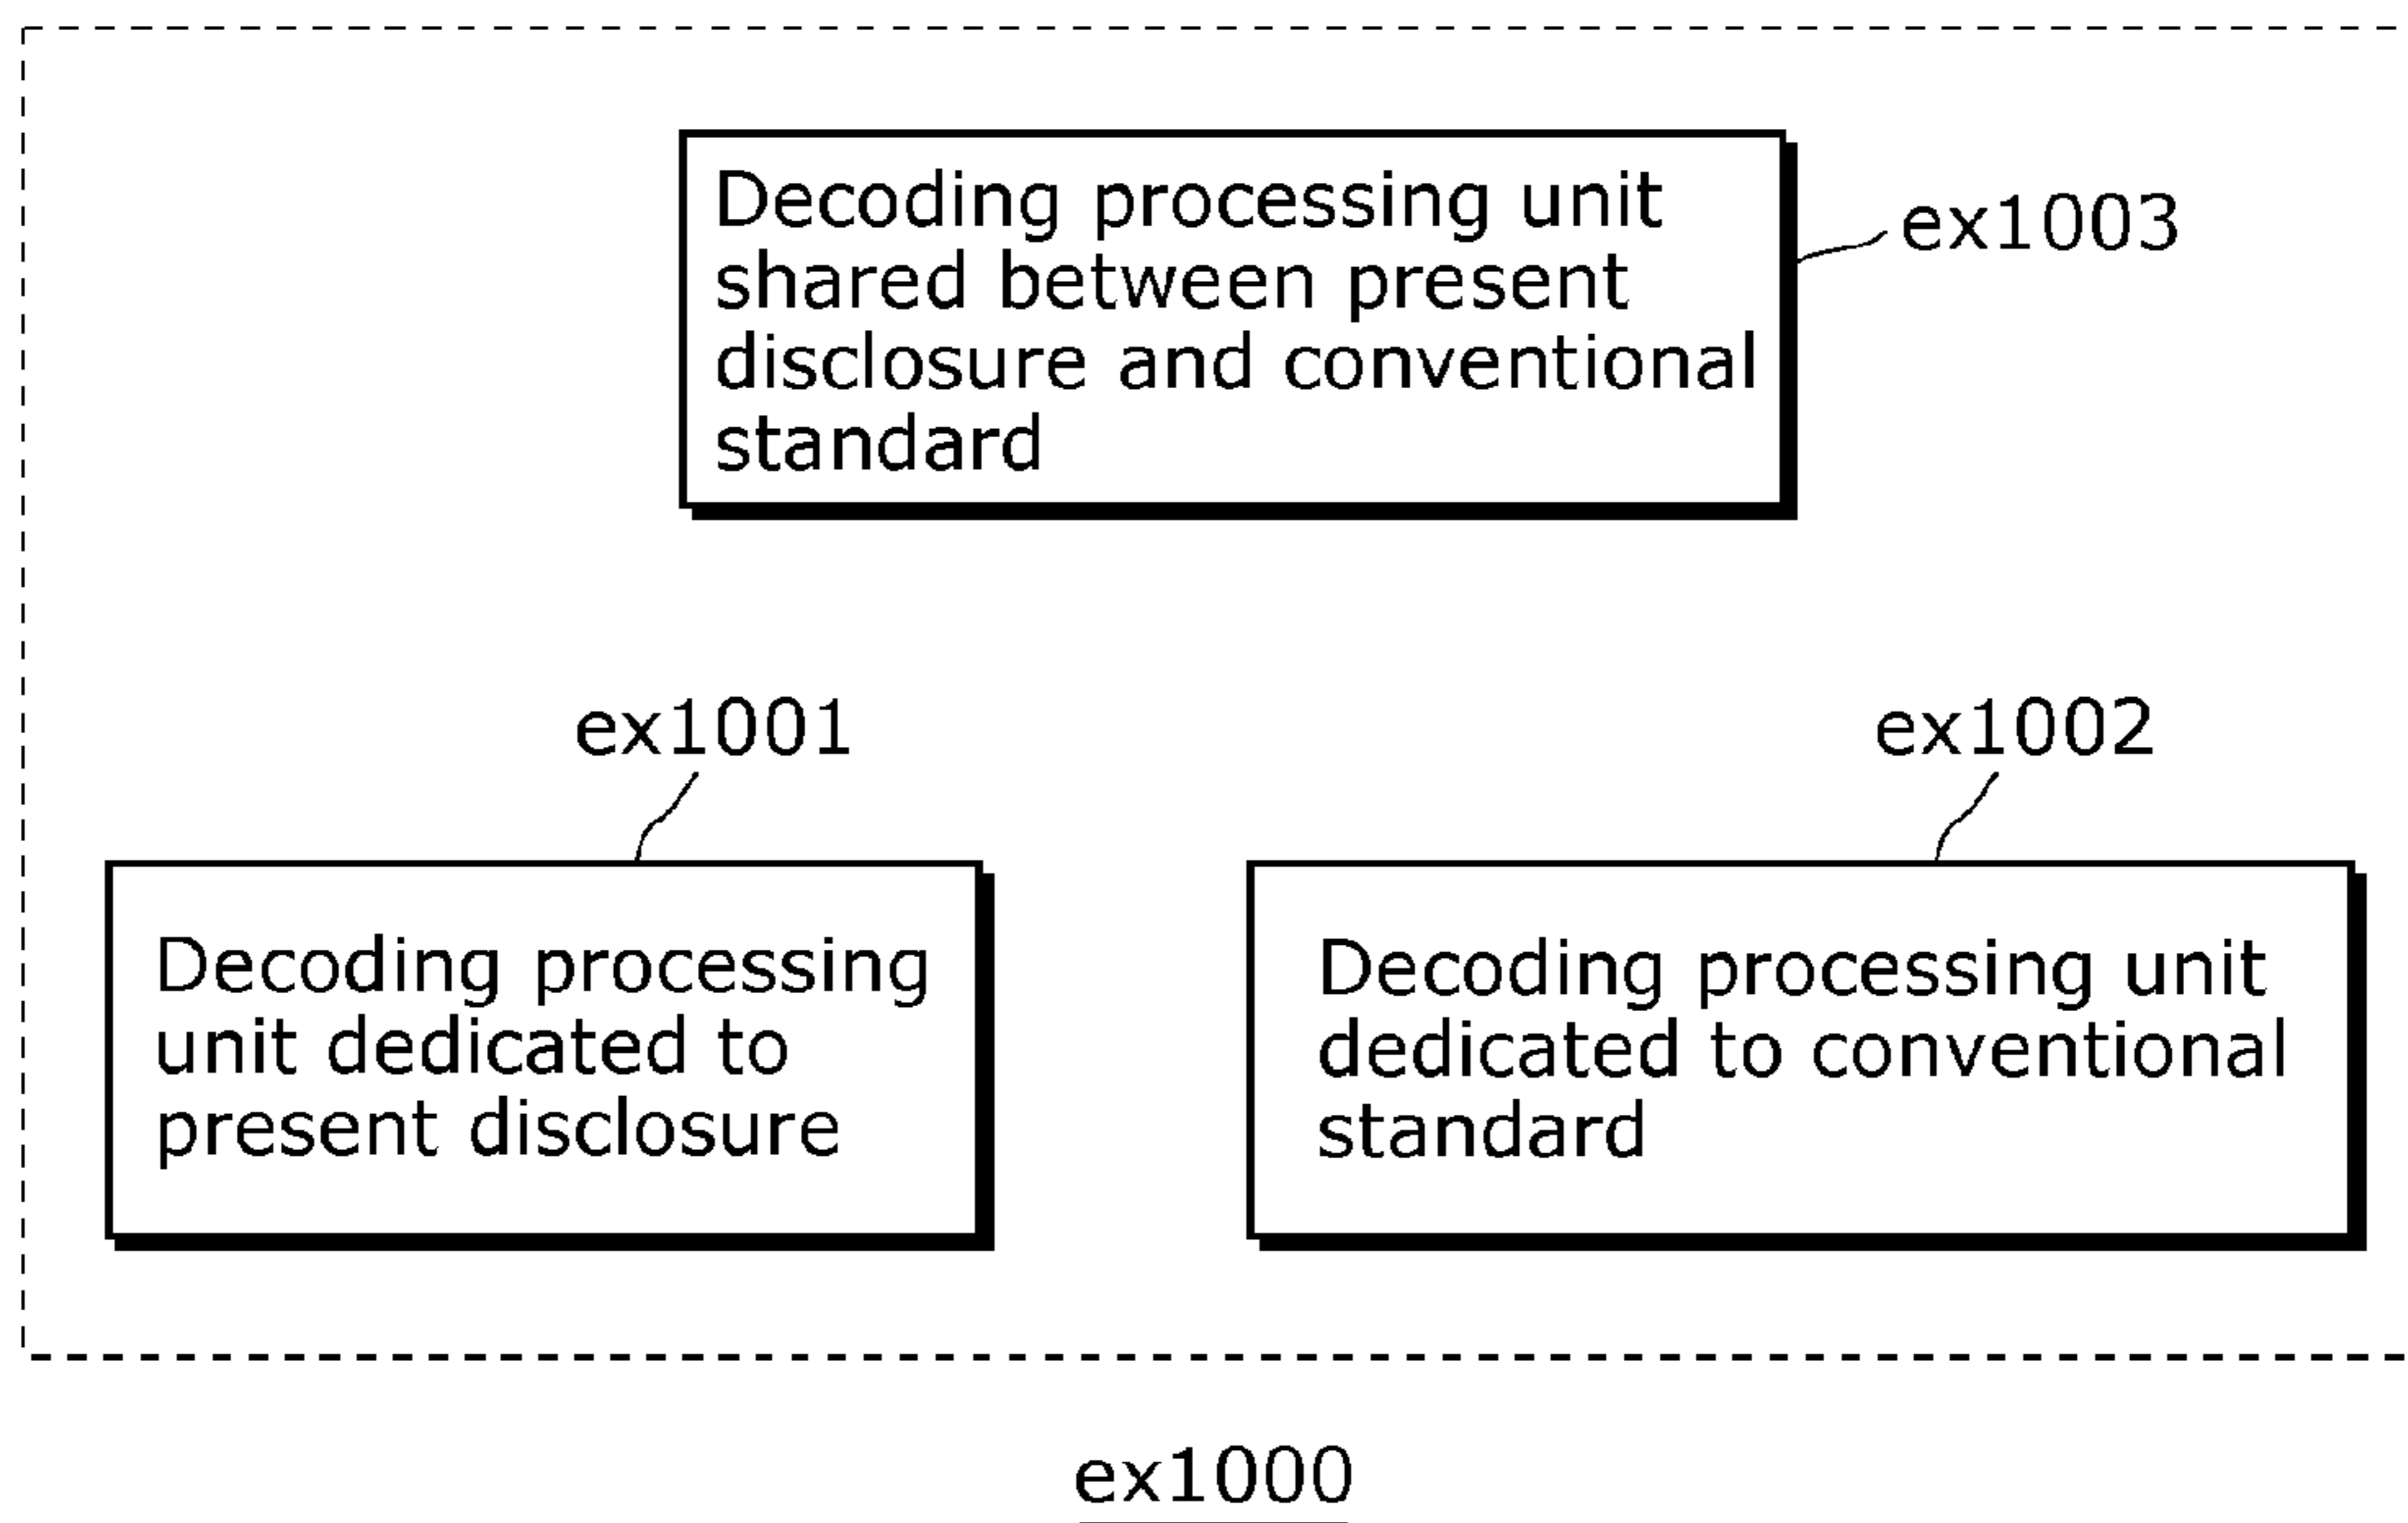 Decoding processing unit
shared between present
disclosure and conventional
standard
ex1003
ex1001
ex1002
Decoding processing
unit dedicated to
present disclosure
Decoding processing unit
dedicated to conventional
standard
ex1000